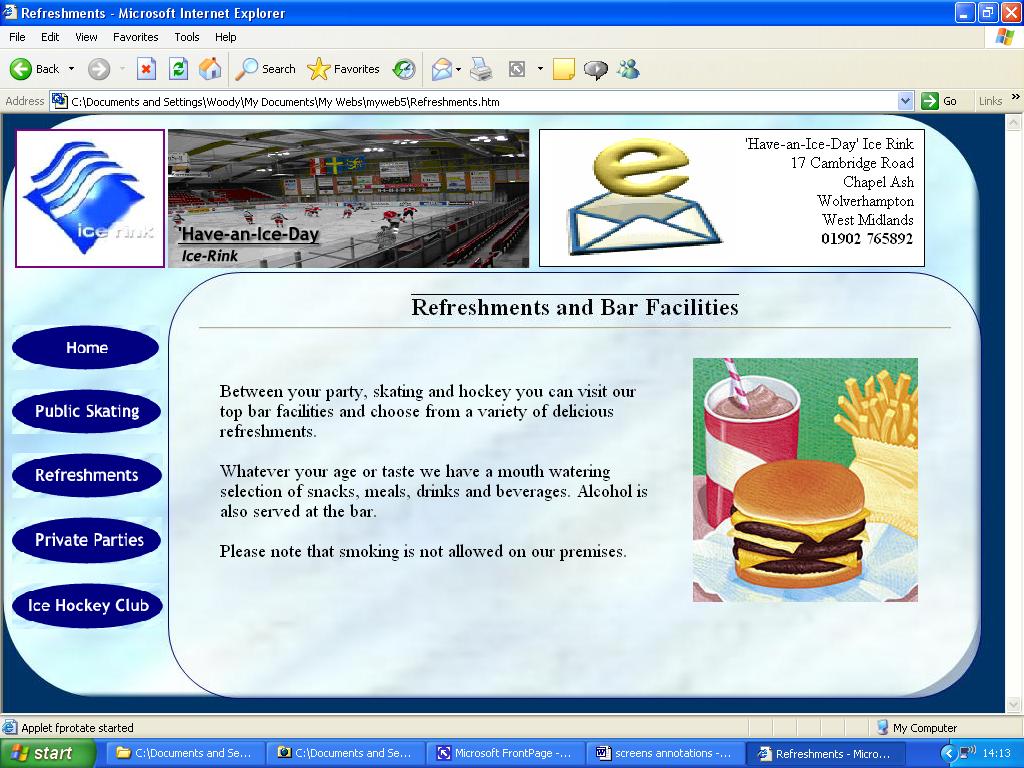 Refreshments - Microsoft Internet Explorer
File Edit View Favorites Tools Help
Back Search Favorites
Address C:\Documents and Settings\Woody\My Documents\My Webs\myweb5\Refreshments.htm Go Links »
ice rink
'Have-an-Ice-Day
Ice-Rink
e
'Have-an-Ice-Day' Ice Rink
17 Cambridge Road
Chapel Ash
Wolverhampton
West Midlands
01902 765892
Home
Public Skating
Refreshments
Private Parties
Ice Hockey Club
Refreshments and Bar Facilities
Between your party, skating and hockey you can visit our
top bar facilities and choose from a variety of delicious
refreshments.
Whatever your age or taste we have a mouth watering
selection of snacks, meals, drinks and beverages. Alcohol is
also served at the bar.
Please note that smoking is not allowed on our premises.
Applet fprotate started My Computer
start C:\Documents and Se... C:\Documents and Se... Microsoft FrontPage -... screens annotations -... Refreshments - Micro... 14:13